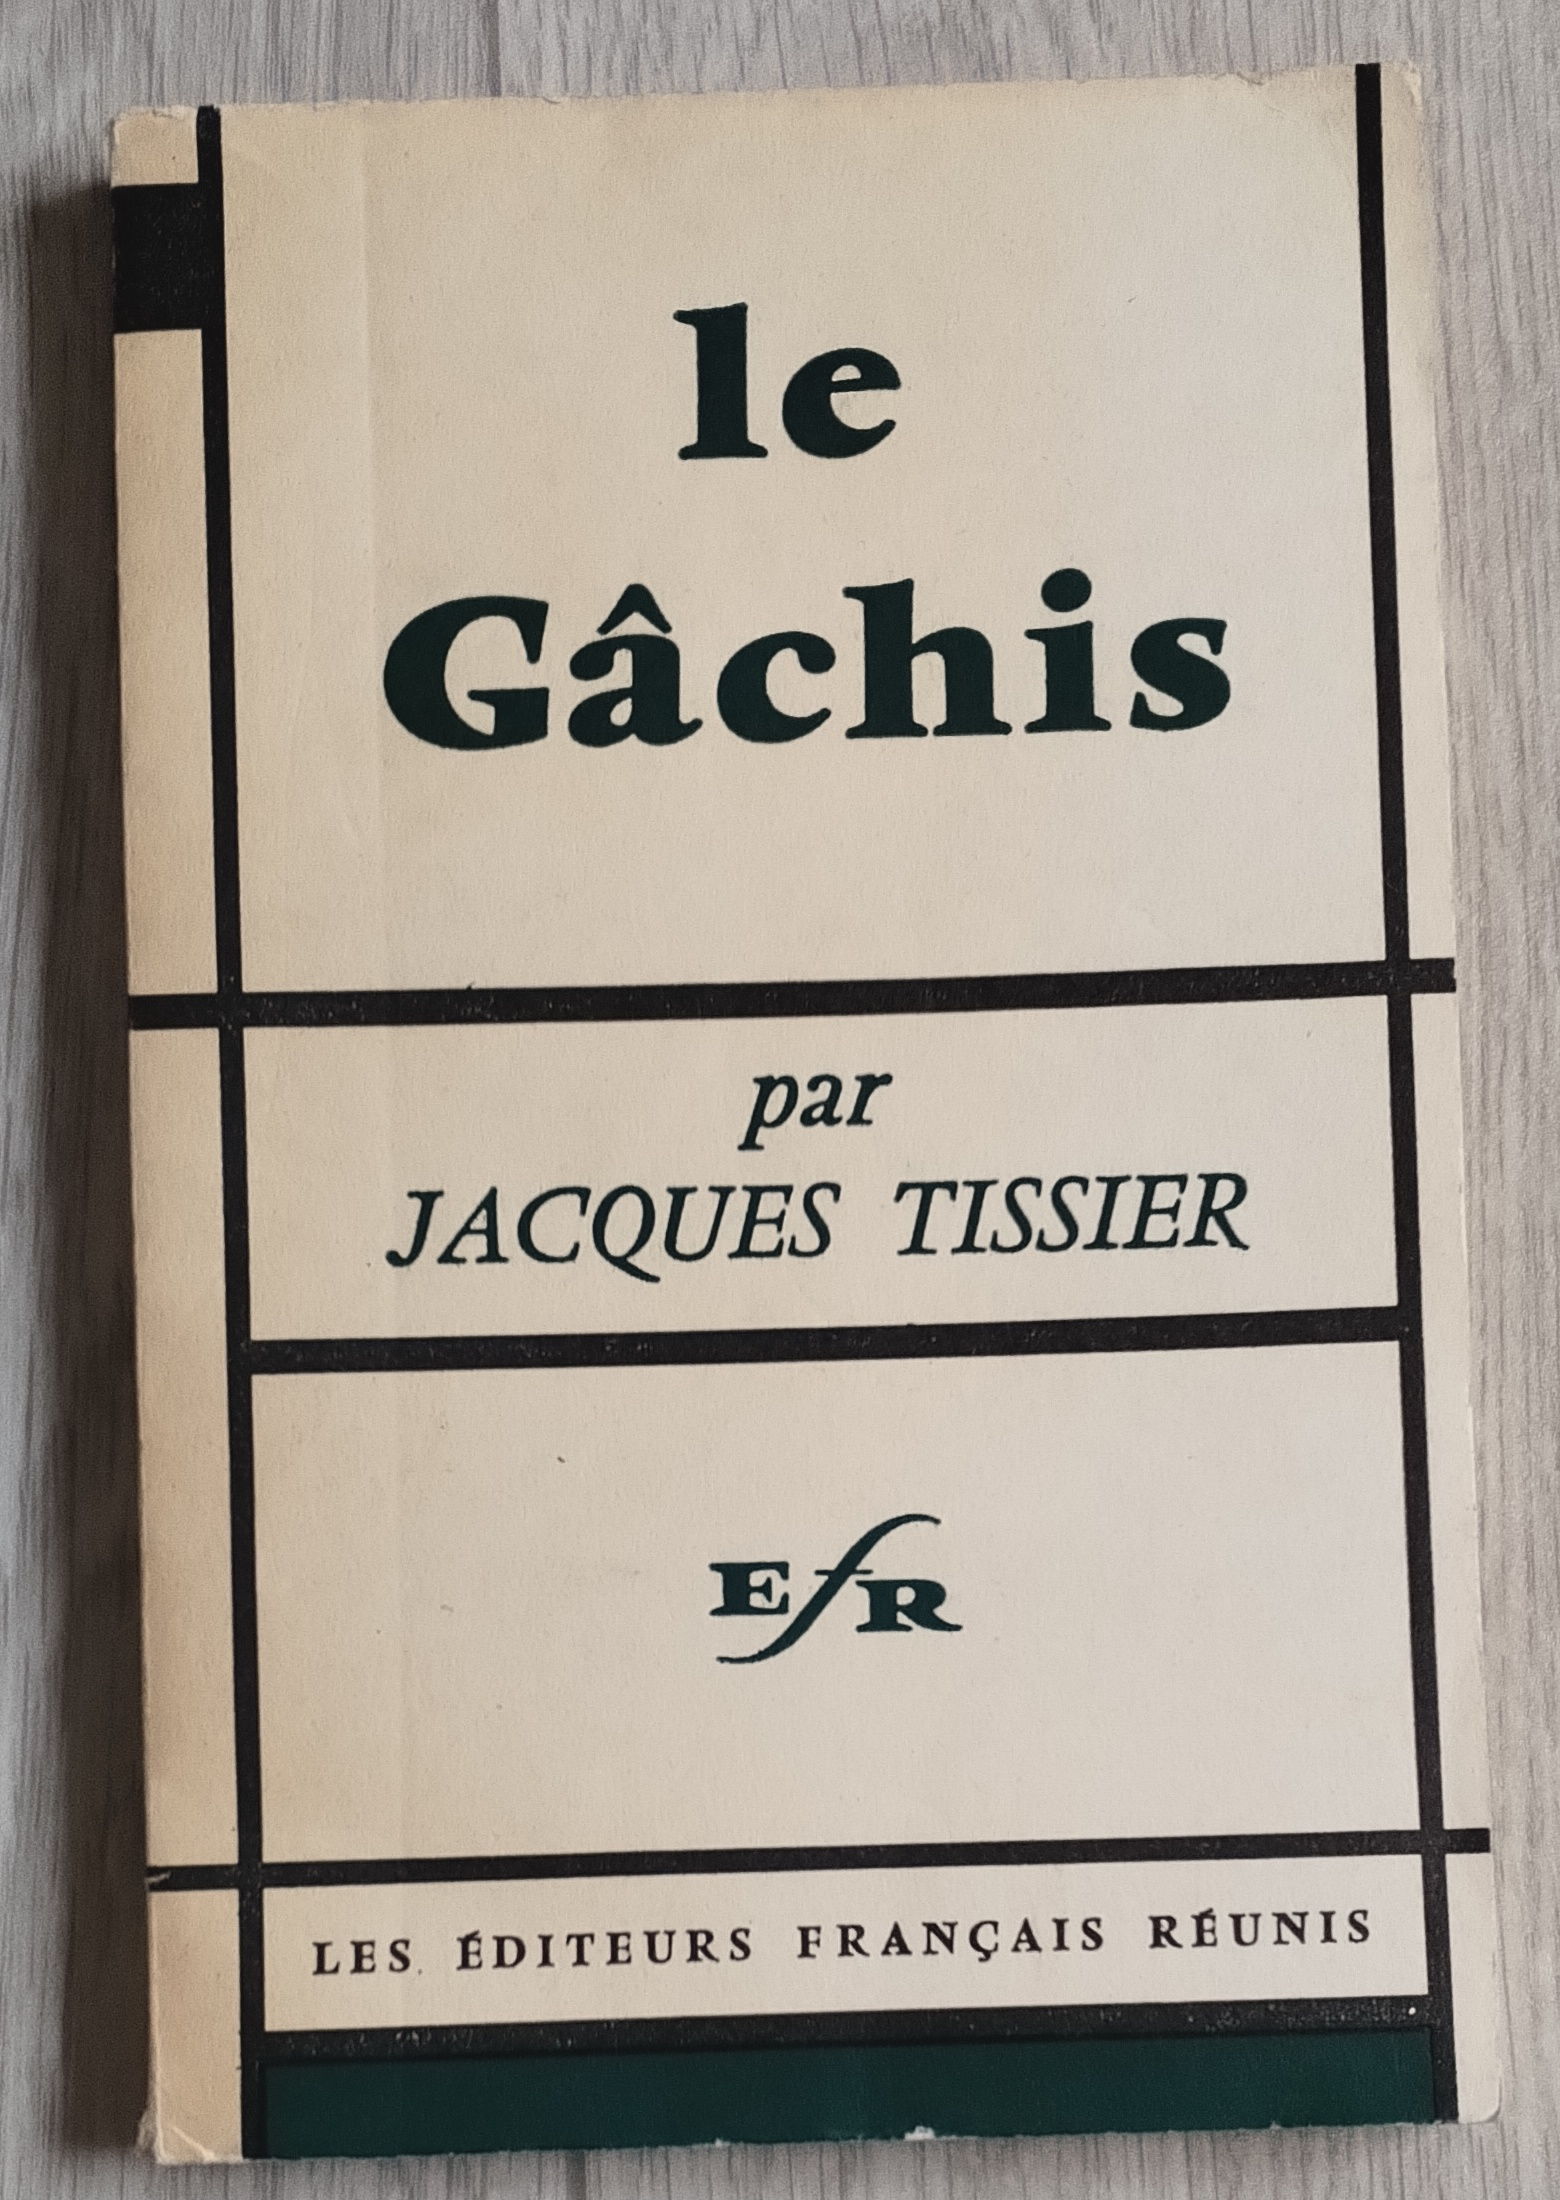 le
Gâchis
par
JACQUES TISSIER
EfR
LES ÉDITEURS FRANÇAIS RÉUNIS